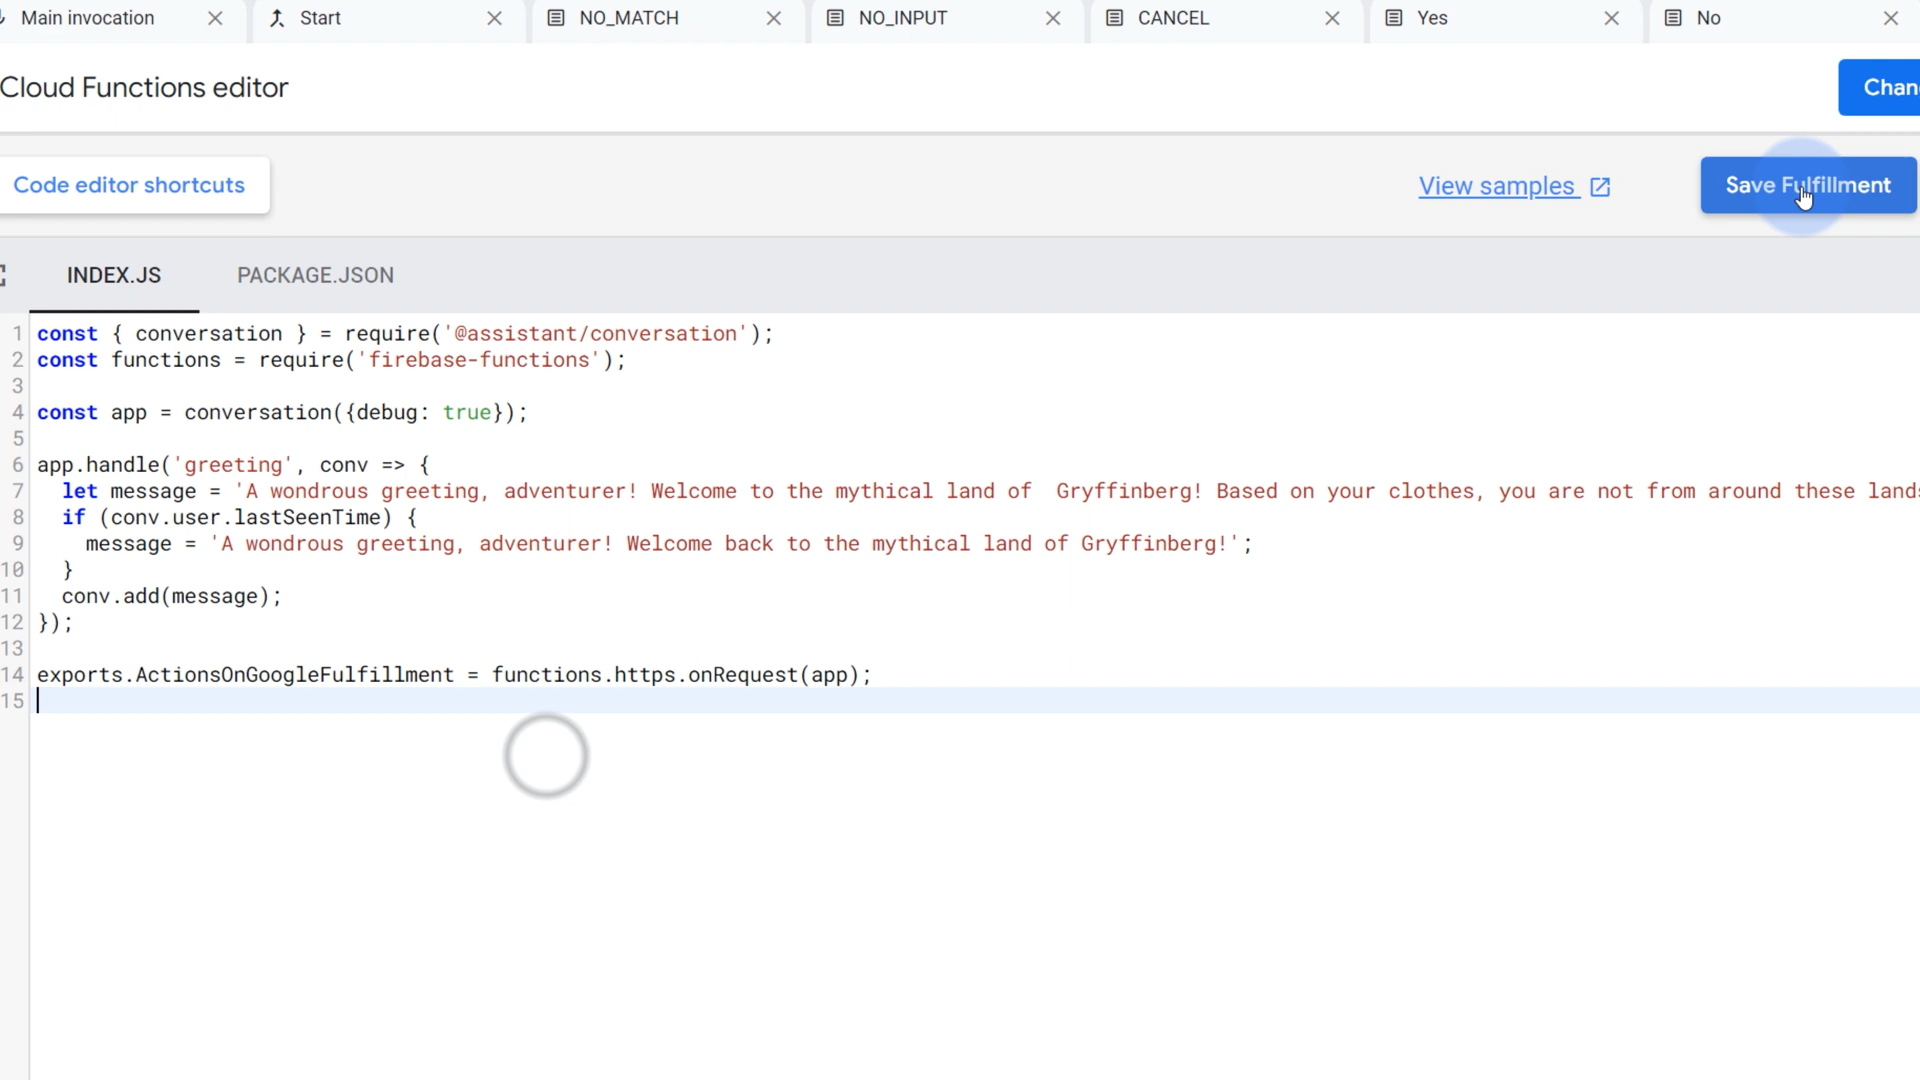 Main invocation
Start
NO_MATCH
NO_INPUT
CANCEL
Yes
No
Cloud Functions editor
Code editor shortcuts
View samples
Save Fulfillment
INDEX.JS
PACKAGE.JSON
1 const { conversation } = require('@assistant/conversation');
2 const functions = require('firebase-functions');
3
4 const app = conversation({debug: true});
5
6 app.handle('greeting', conv => {
7   let message = 'A wondrous greeting, adventurer! Welcome to the mythical land of  Gryffinberg! Based on your clothes, you are not from around these lands
8   if (conv.user.lastSeenTime) {
9     message = 'A wondrous greeting, adventurer! Welcome back to the mythical land of Gryffinberg!';
10   }
11   conv.add(message);
12 });
13
14 exports.ActionsOnGoogleFulfillment = functions.https.onRequest(app);
15